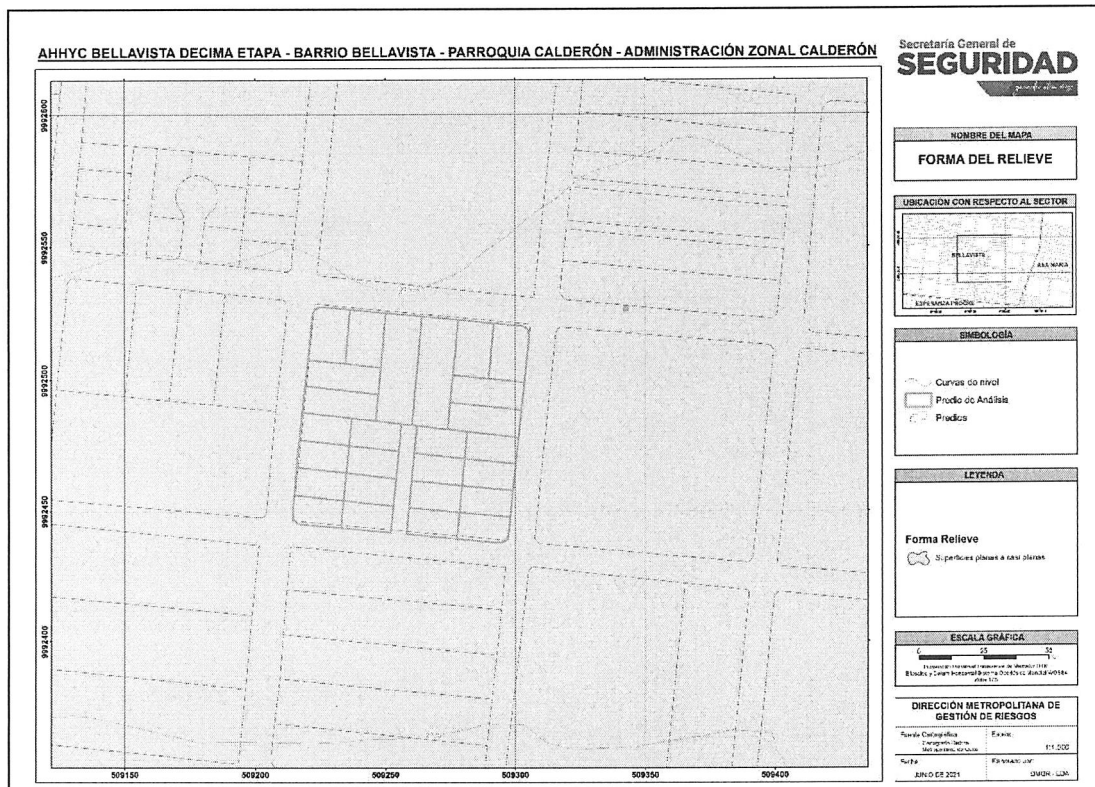 AHHYC BELLAVISTA DECIMA ETAPA - BARRIO BELLAVISTA - PARROQUIA CALDERÓN - ADMINISTRACIÓN ZONAL CALDERÓN
Secretaría General de
SEGURIDAD
NOMBRE DEL MAPA
FORMA DEL RELIEVE
UBICACIÓN CON RESPECTO AL SECTOR
BELLAVISTA
ANA MARIA
SIMBOLOGÍA
Curvas de nivel
Predio de Análisis
Predios
LEYENDA
Forma Relieve
Superficies planas a casi planas
ESCALA GRÁFICA
0 25 50
DIRECCIÓN METROPOLITANA DE
GESTIÓN DE RIESGOS
Fuente Cartográfica
Escala:
1:1.000
Fecha:
Elaborado por:
JUNIO DE 2021
DMGR - LDA
9992600
9992550
9992500
9992450
9992400
509150
509200
509250
509300
509350
509400